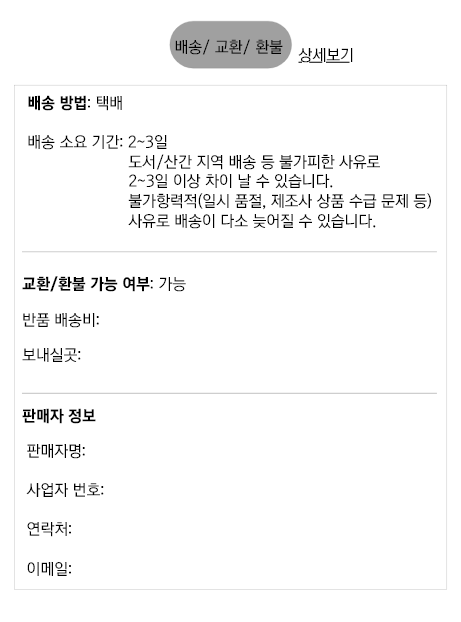 배송/ 교환/ 환불 상세보기
배송 방법: 택배
배송 소요 기간: 2~3일
도서/산간 지역 배송 등 불가피한 사유로
2~3일 이상 차이 날 수 있습니다.
불가항력적(일시 품절, 제조사 상품 수급 문제 등)
사유로 배송이 다소 늦어질 수 있습니다.
교환/환불 가능 여부: 가능
반품 배송비:
보내실곳:
판매자 정보
판매자명:
사업자 번호:
연락처:
이메일: